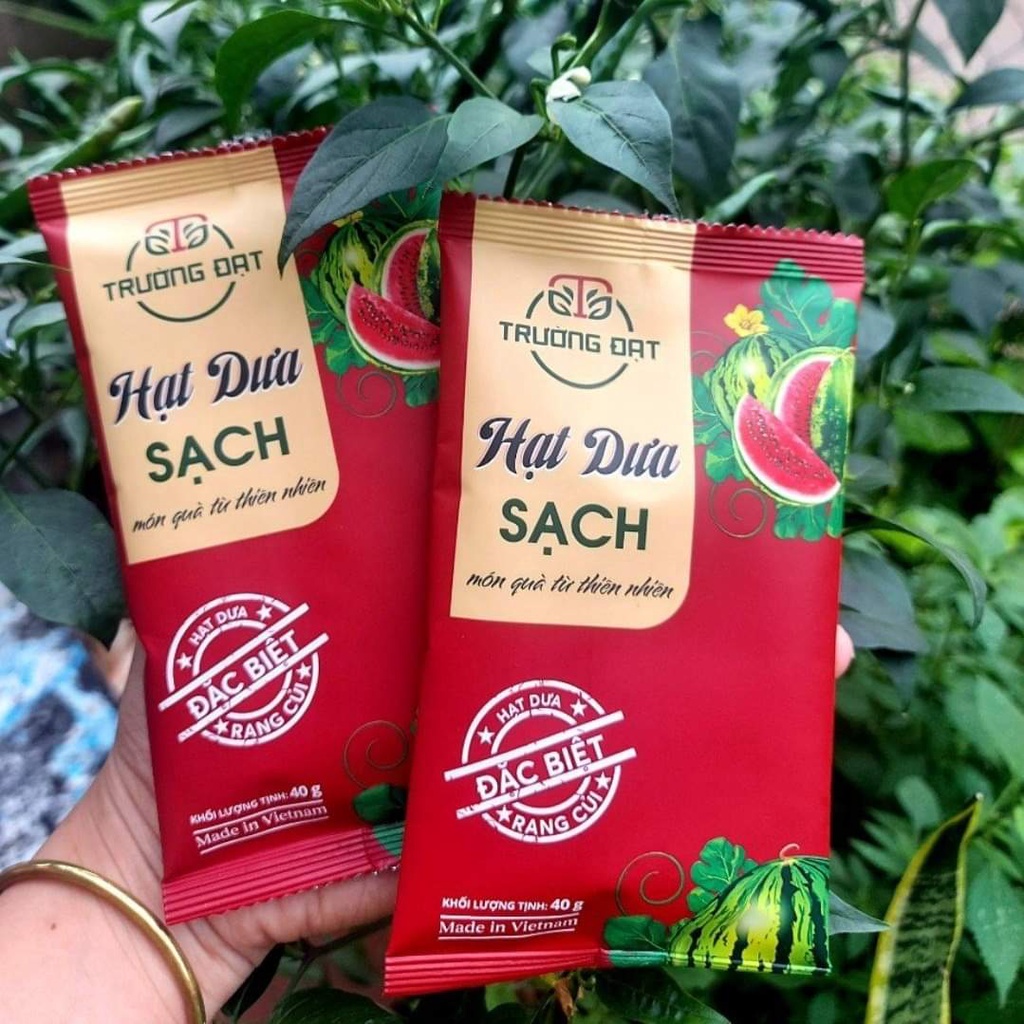 TRƯỜNG ĐẠT
Hạt Dưa
SẠCH
món quà từ thiên nhiên
HẠT DƯA
ĐẶC BIỆT
RANG CỦI
KHỐI LƯỢNG TỊNH: 40 g
Made in Vietnam
TRƯỜNG ĐẠT
Hạt Dưa
SẠCH
món quà từ thiên nhiên
HẠT DƯA
ĐẶC BIỆT
RANG CỦI
KHỐI LƯỢNG TỊNH: 40 g
Made in Vietnam